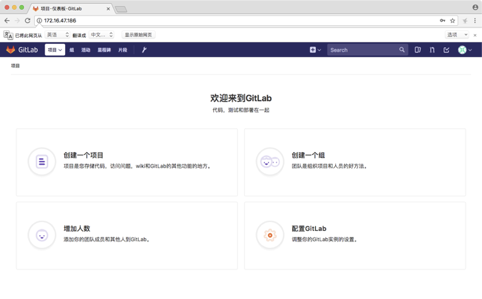 项目·仪表板·GitLab
172.16.47.186
已将此网页从 英语 翻译成 中文... 显示原始网页 选项
GitLab 项目 组 活动 里程碑 片段 Search
项目
欢迎来到GitLab
代码、测试和部署在一起
创建一个项目
项目是您存储代码、访问问题、wiki和GitLab的其他功能的地方。
创建一个组
团队是组织项目和人员的好方法。
增加人数
添加你的团队成员和其他人到GitLab。
配置GitLab
调整你的GitLab实例的设置。